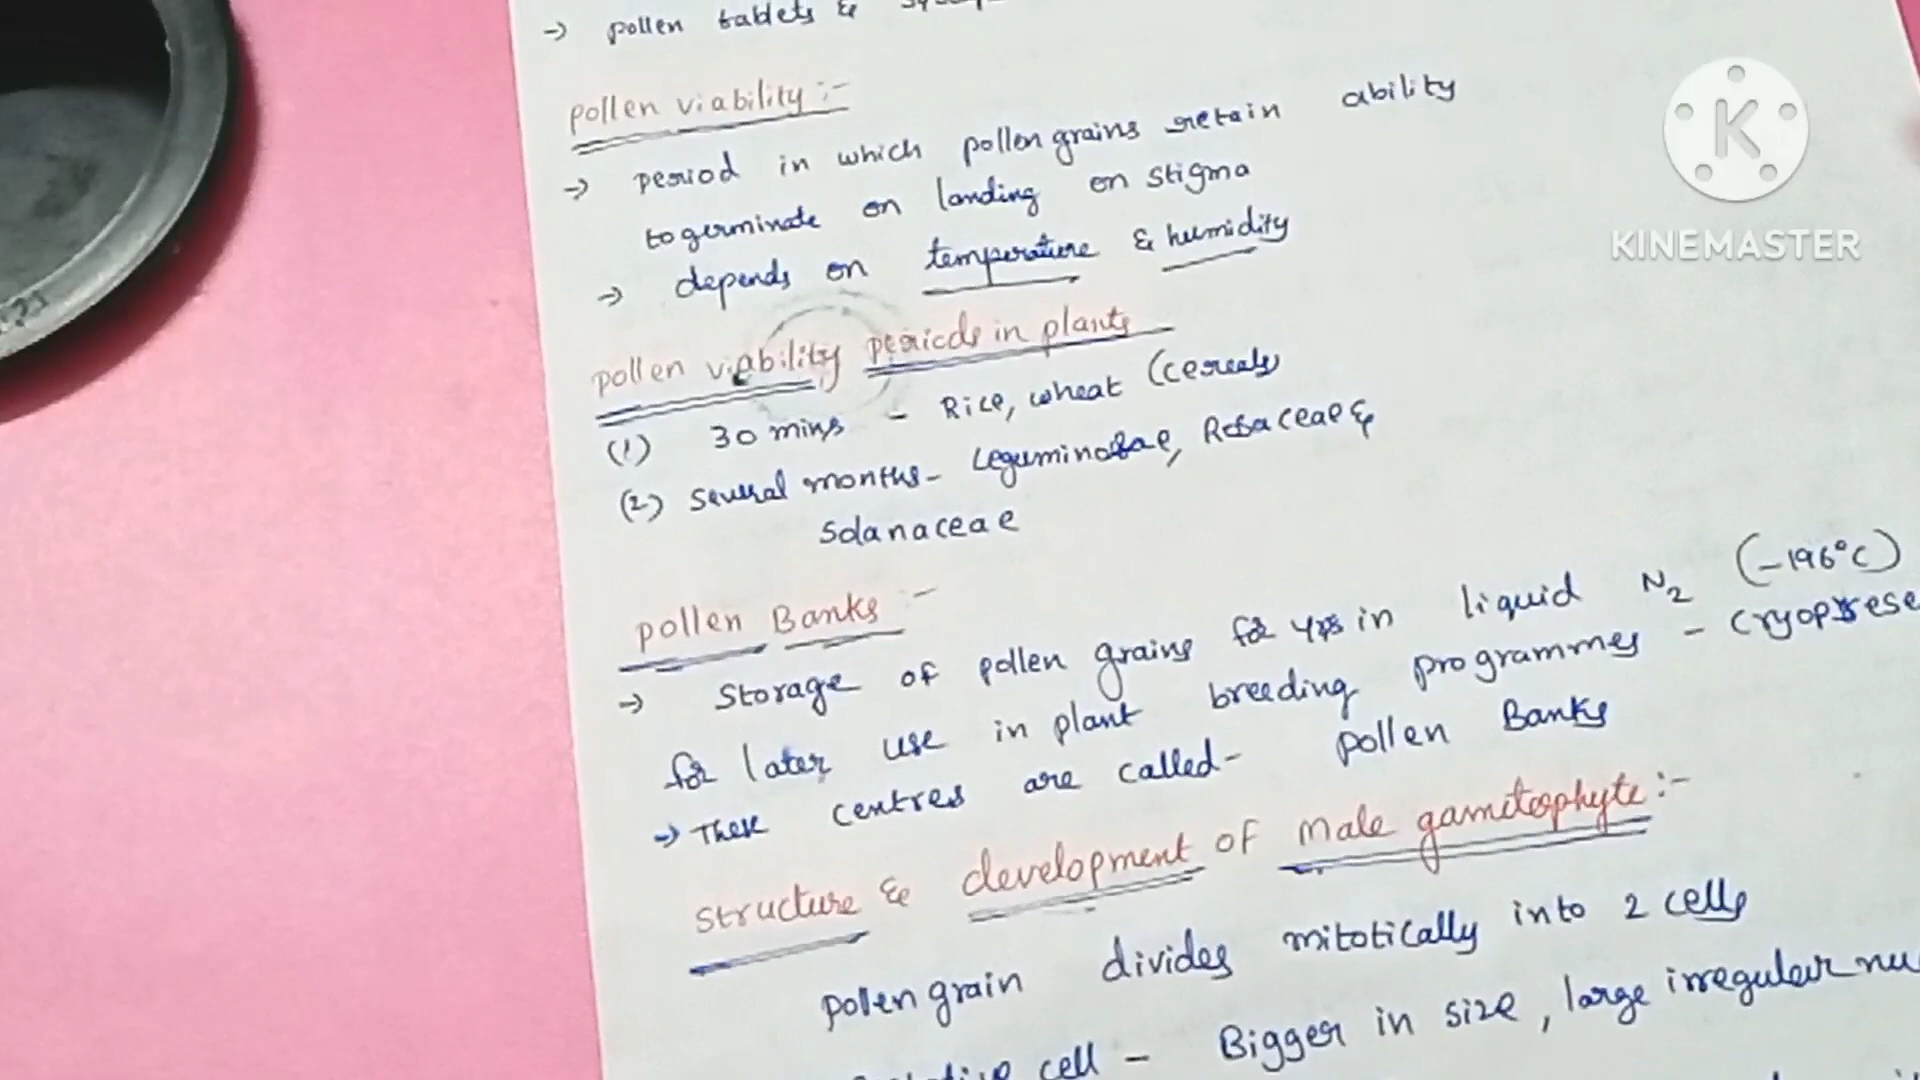 → pollen tablets &
pollen viability :-
→ period in which pollen grains retain ability
to germinate on landing on stigma
→ depends on temperature & humidity
pollen viability periods in plants
(1) 30 mins - Rice, wheat (cereals
(2) several months - Leguminosae, Rosaceae &
Solanaceae
pollen Banks :-
→ Storage of pollen grains for yrs in liquid N2 (-196°C)
for later use in plant breeding programmes - cryoprese
→ These centres are called - pollen Banks
structure & development of Male gametophyte :-
pollen grain divides mitotically into 2 cells
cell - Bigger in size, large irregular nu
K
KINEMASTER